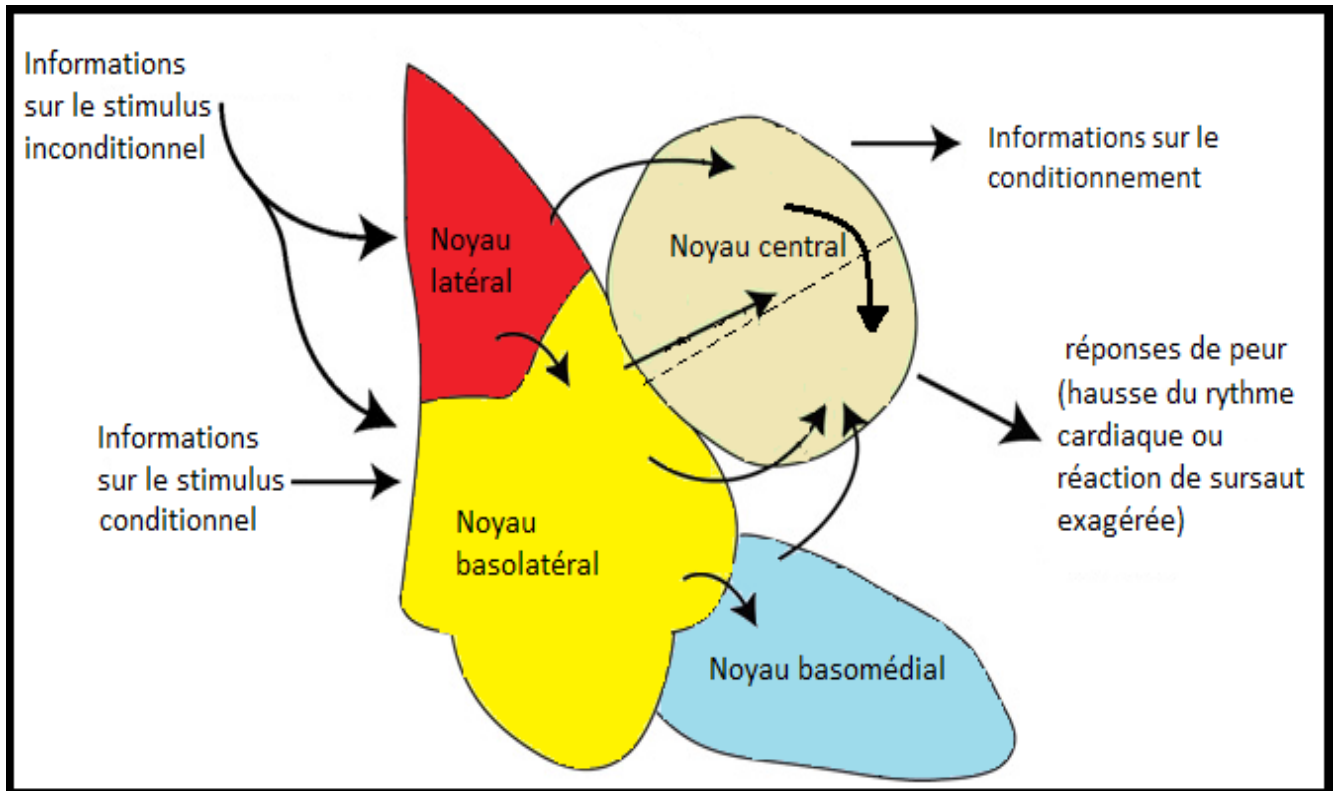 Informations
sur le stimulus
inconditionnel
Informations sur le
conditionnement
Noyau
latéral
Noyau central
réponses de peur
(hausse du rythme
cardiaque ou
réaction de sursaut
exagérée)
Informations
sur le stimulus
conditionnel
Noyau
basolatéral
Noyau basomédial